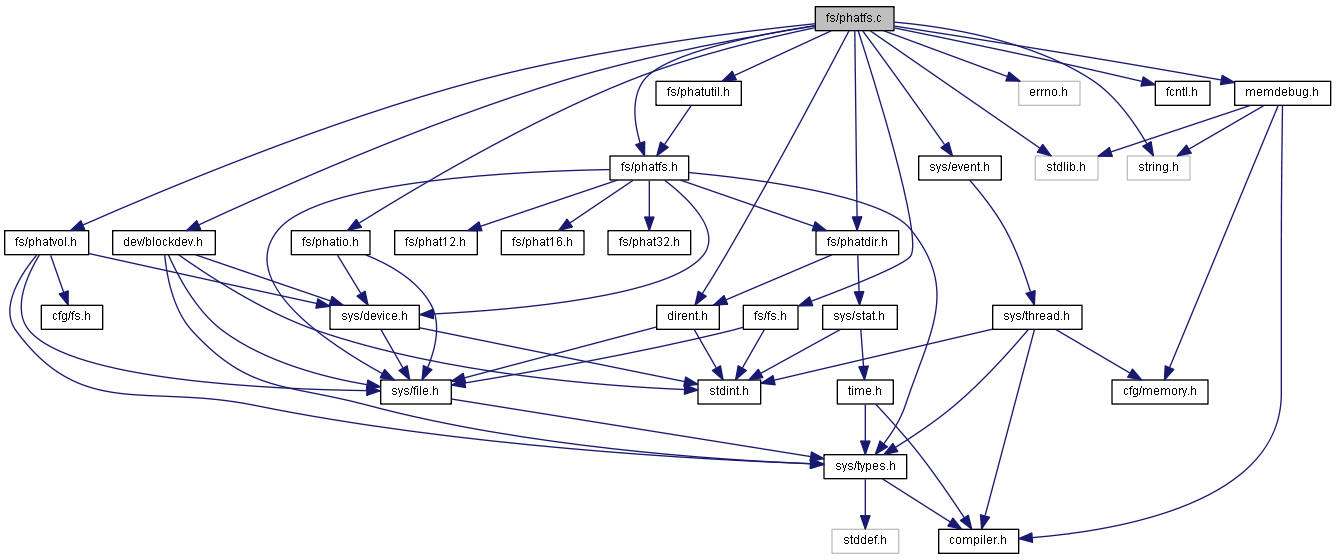 fs/phatfs.c
fs/phatutil.h
errno.h
fcntl.h
memdebug.h
fs/phatfs.h
sys/event.h
stdlib.h
string.h
fs/phatvol.h
dev/blockdev.h
fs/phatio.h
fs/phat12.h
fs/phat16.h
fs/phat32.h
fs/phatdir.h
cfg/fs.h
sys/device.h
dirent.h
fs/fs.h
sys/stat.h
sys/thread.h
sys/file.h
stdint.h
time.h
cfg/memory.h
sys/types.h
stddef.h
compiler.h